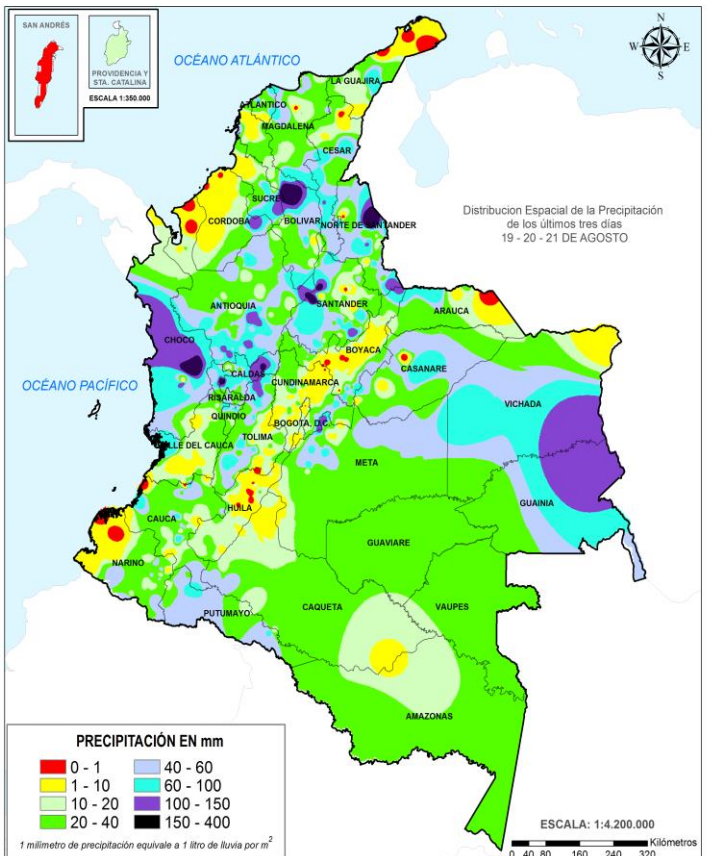 SAN ANDRÉS
PROVIDENCIA Y
STA. CATALINA
ESCALA 1:350.000
OCÉANO ATLÁNTICO
N
W
E
S
LA GUAJIRA
ATLANTICO
MAGDALENA
CESAR
Distribucion Espacial de la Precipitación
de los últimos tres días
19 - 20 - 21 DE AGOSTO
SUCRE
CORDOBA
BOLIVAR
NORTE DE SANTANDER
ANTIOQUIA
SANTANDER
ARAUCA
CHOCO
BOYACA
CASANARE
OCÉANO PACÍFICO
CALDAS
CUNDINAMARCA
RISARALDA
VICHADA
QUINDIO
BOGOTA, D.C.
TOLIMA
VALLE DEL CAUCA
META
GUAINIA
HUILA
CAUCA
GUAVIARE
NARIÑO
CAQUETA
VAUPES
PUTUMAYO
AMAZONAS
PRECIPITACIÓN EN mm
0 - 1
40 - 60
1 - 10
60 - 100
10 - 20
100 - 150
20 - 40
150 - 400
1 milimetro de precipitación equivale a 1 litro de lluvia por m²
ESCALA: 1:4.200.000
Kilómetros
0 40 80 160 240 320